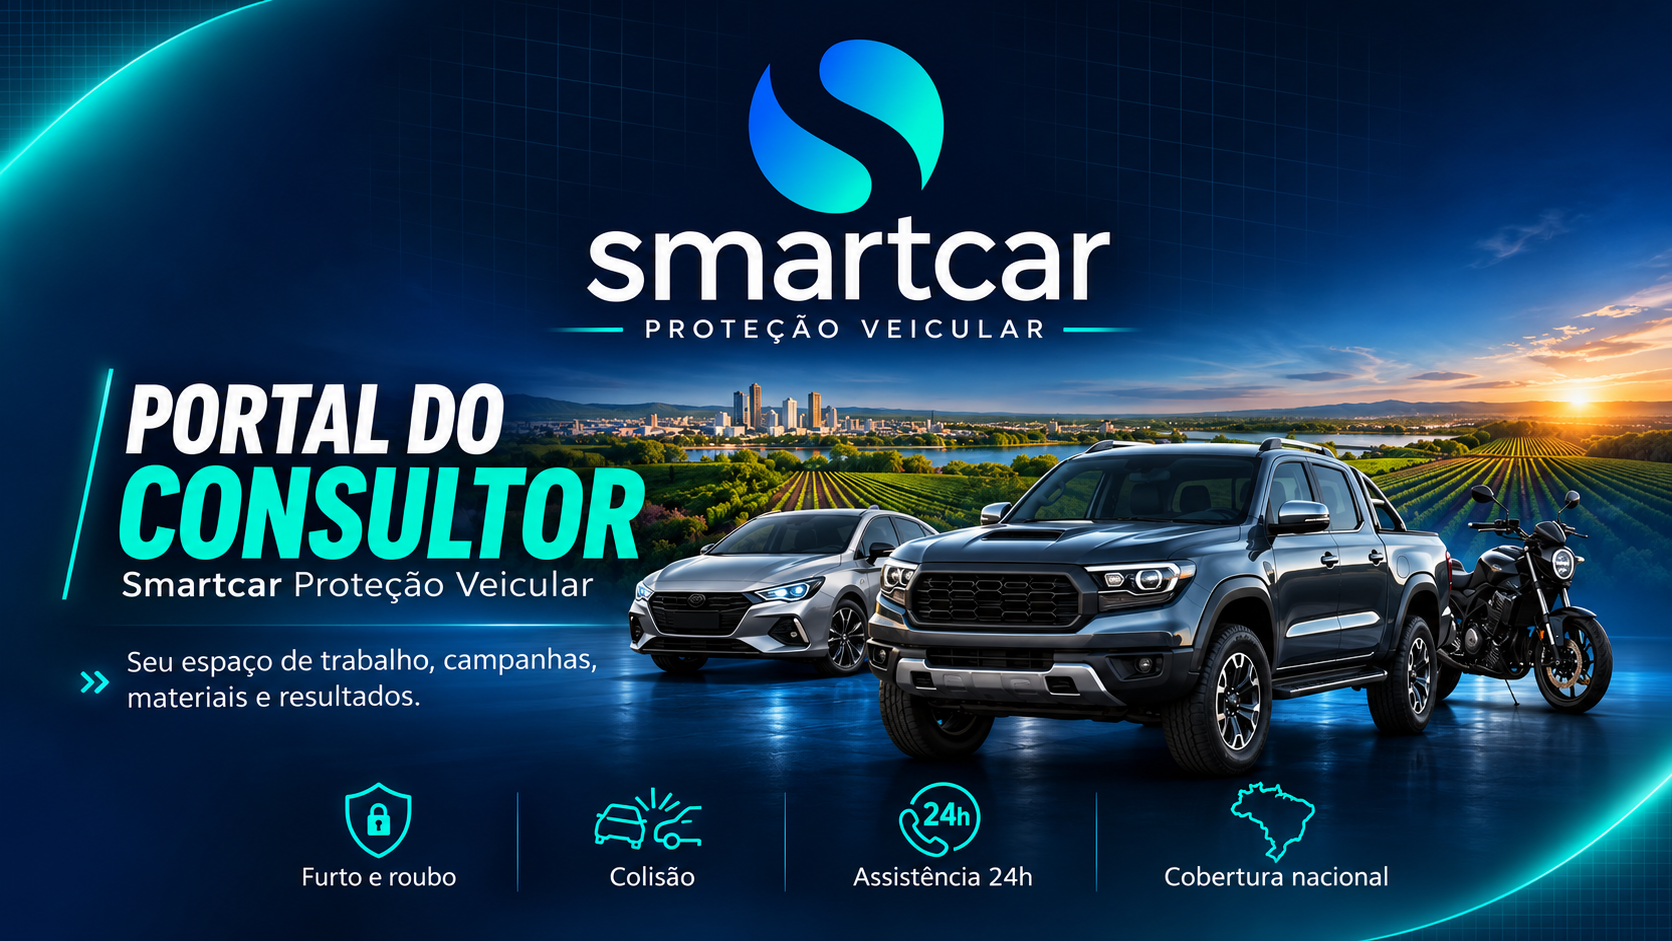 smartcar
PROTEÇÃO VEICULAR
PORTAL DO
CONSULTOR
Smartcar Proteção Veicular
Seu espaço de trabalho, campanhas,
materiais e resultados.
24h
Furto e roubo
Colisão
Assistência 24h
Cobertura nacional